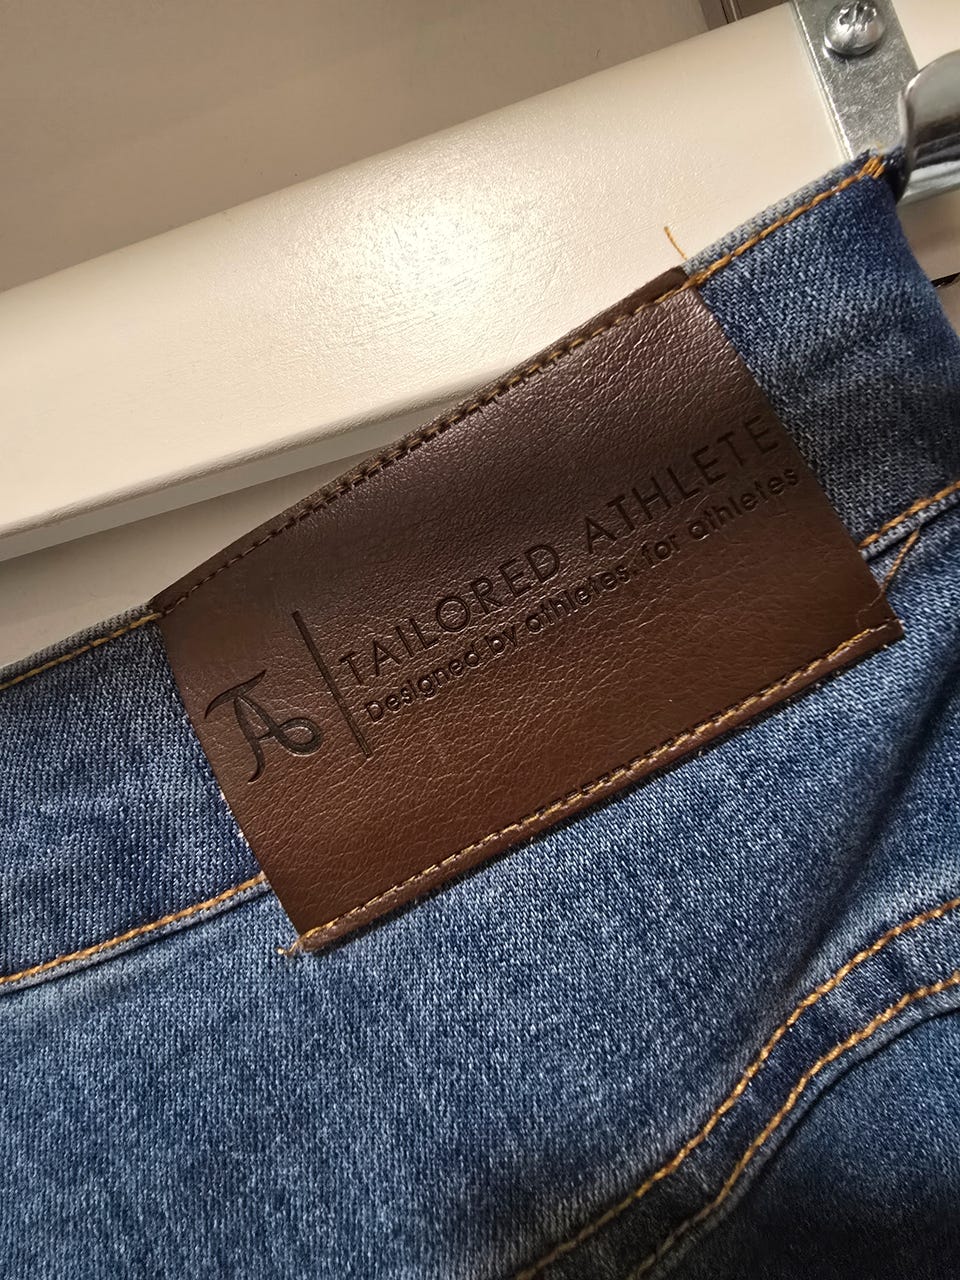 TA
TAILORED ATHLETE
Designed by athletes. for athletes